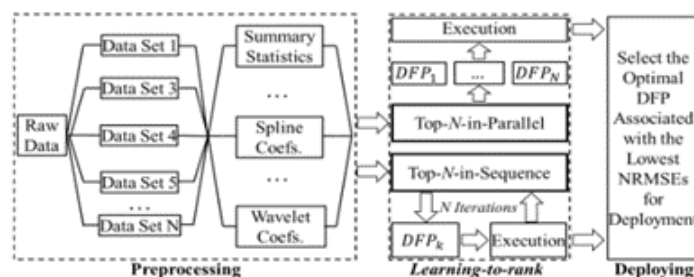 Raw
Data
Data Set 1
Data Set 3
Data Set 4
Data Set 5
...
Data Set N
Summary
Statistics
...
Spline
Coefs.
...
Wavelet
Coefs.
Preprocessing
Execution
DFP1
...
DFPN
Top-N-in-Parallel
Top-N-in-Sequence
N Iterations
DFPk
Execution
Learning-to-rank
Select the
Optimal
DFP
Associated
with the
Lowest
NRMSEs
for
Deploymen
Deploying